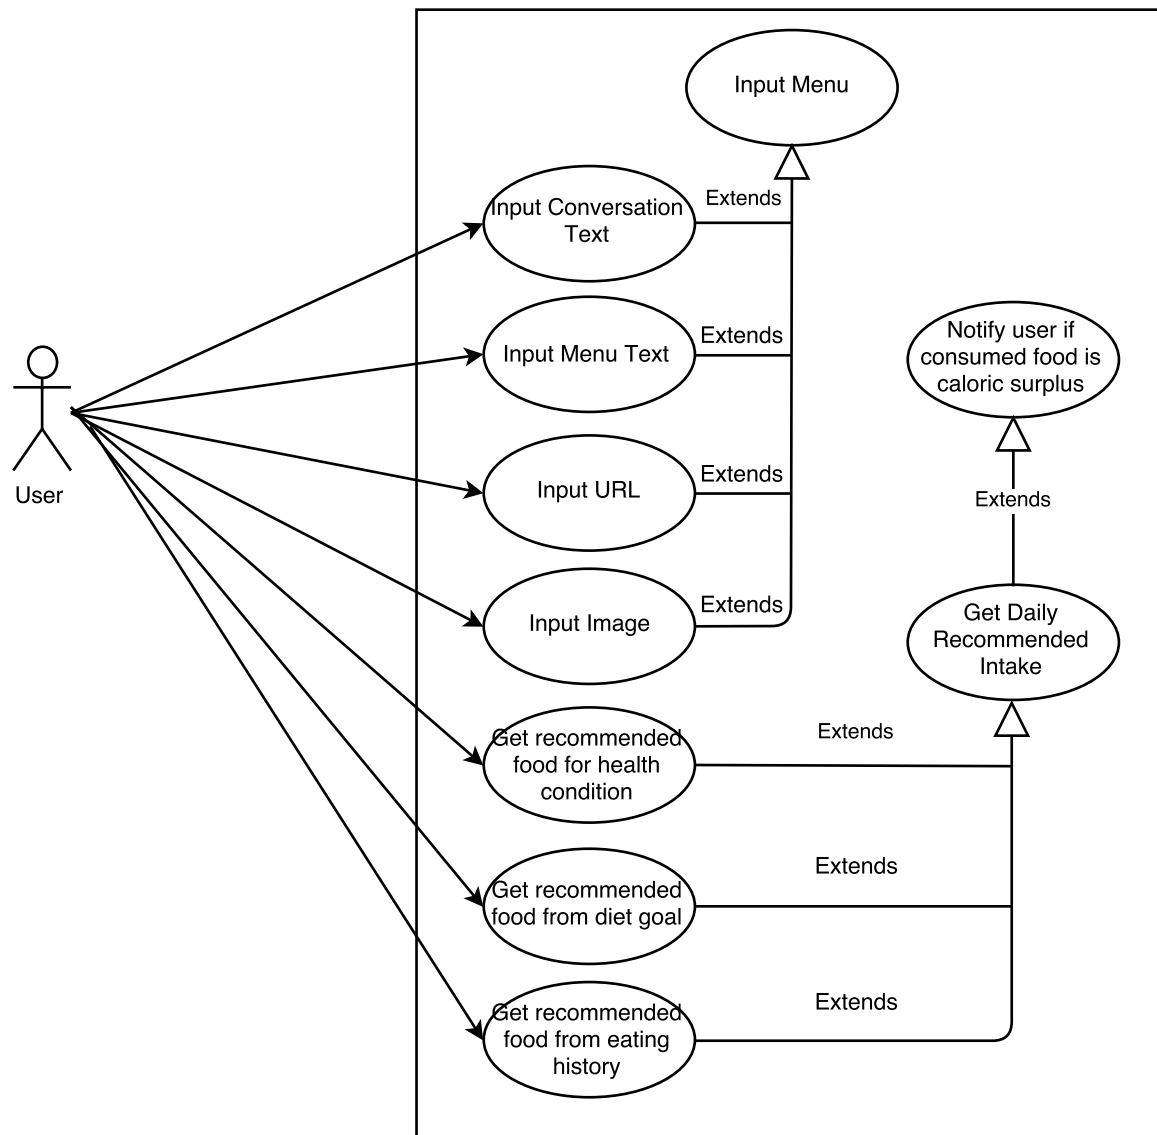 Input Menu
Extends
Input Conversation
Text
Extends
Input Menu Text
Notify user if
consumed food is
caloric surplus
Extends
Input URL
User
Extends
Extends
Input Image
Get Daily
Recommended
Intake
Extends
Get recommended
food for health
condition
Extends
Get recommended
food from diet goal
Extends
Get recommended
food from eating
history